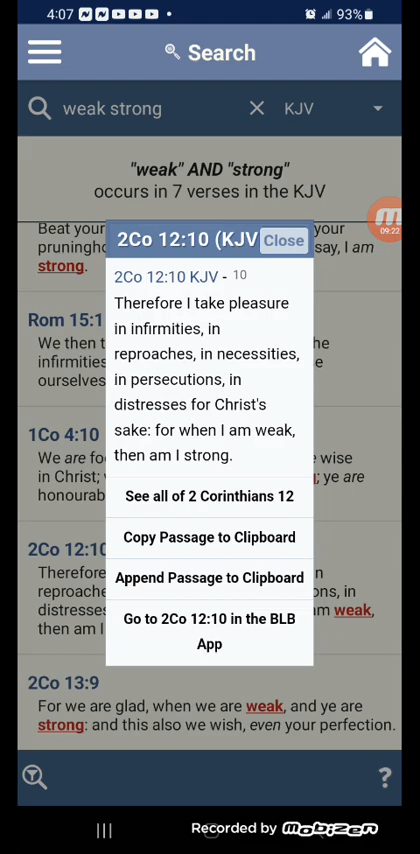 4:07
93%
Search
weak strong
KJV
"weak" AND "strong"
occurs in 7 verses in the KJV
Beat your
your
pruningho
say, I am
strong.
09:22
2Co 12:10 (KJV
Close
2Co 12:10 KJV - 10
Therefore I take pleasure
in infirmities, in
reproaches, in necessities,
in persecutions, in
distresses for Christ's
sake: for when I am weak,
then am I strong.
See all of 2 Corinthians 12
Copy Passage to Clipboard
Append Passage to Clipboard
Go to 2Co 12:10 in the BLB
App
Rom 15:1
We then t
he
infirmities
e
ourselves
1Co 4:10
We are fo
e wise
in Christ;
; ye are
honourab
2Co 12:10
Therefore
n
reproache
ons, in
distresses
am weak,
then am I
2Co 13:9
For we are glad, when we are weak, and ye are
strong: and this also we wish, even your perfection.
?
Recorded by mobizen